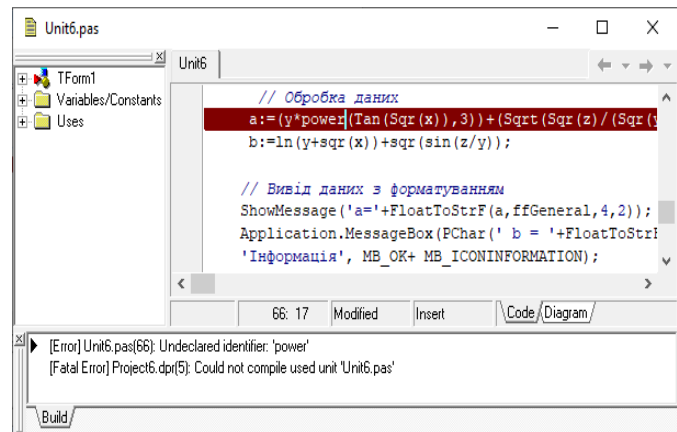 Unit6.pas
TForm1
Variables/Constants
Uses
Unit6
// Обробка даних
a:=(y*power(Tan(Sqr(x)),3))+(Sqrt(Sqr(z)/(Sqr(y
b:=ln(y+sqr(x))+sqr(sin(z/y));
// Вивід даних з форматуванням
ShowMessage('a='+FloatToStrF(a,ffGeneral,4,2));
Application.MessageBox(PChar(' b = '+FloatToStrF
'Інформація', MB_OK+ MB_ICONINFORMATION);
66: 17 Modified Insert Code Diagram
[Error] Unit6.pas(66): Undeclared identifier: 'power'
[Fatal Error] Project6.dpr(5): Could not compile used unit 'Unit6.pas'
Build